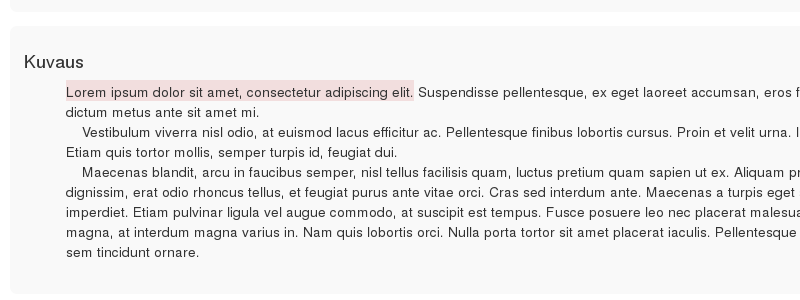 Kuvaus
Lorem ipsum dolor sit amet, consectetur adipiscing elit. Suspendisse pellentesque, ex eget laoreet accumsan, eros
dictum metus ante sit amet mi.
Vestibulum viverra nisl odio, at euismod lacus efficitur ac. Pellentesque finibus lobortis cursus. Proin et velit urna.
Etiam quis tortor mollis, semper turpis id, feugiat dui.
Maecenas blandit, arcu in faucibus semper, nisl tellus facilisis quam, luctus pretium quam sapien ut ex. Aliquam
dignissim, erat odio rhoncus tellus, et feugiat purus ante vitae orci. Cras sed interdum ante. Maecenas a turpis eget
imperdiet. Etiam pulvinar ligula vel augue commodo, at suscipit est tempus. Fusce posuere leo nec placerat
magna, at interdum magna varius in. Nam quis lobortis orci. Nulla porta tortor sit amet placerat iaculis. Pellentesque
sem tincidunt ornare.